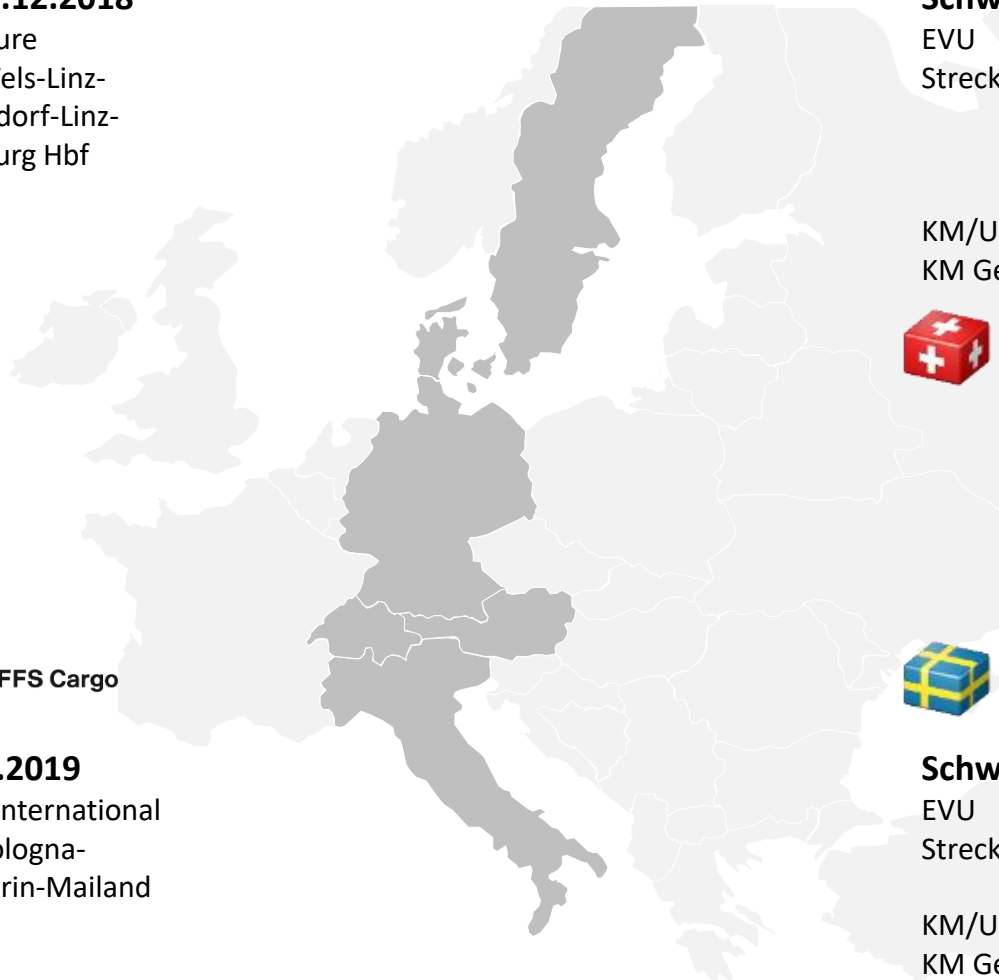 .12.2018
ure
els-Linz-
dorf-Linz-
urg Hbf
Schw
EVU
Streck
KM/U
KM Ge
FFS Cargo
.2019
nternational
ologna-
rin-Mailand
Schw
EVU
Streck
KM/U
KM Ge